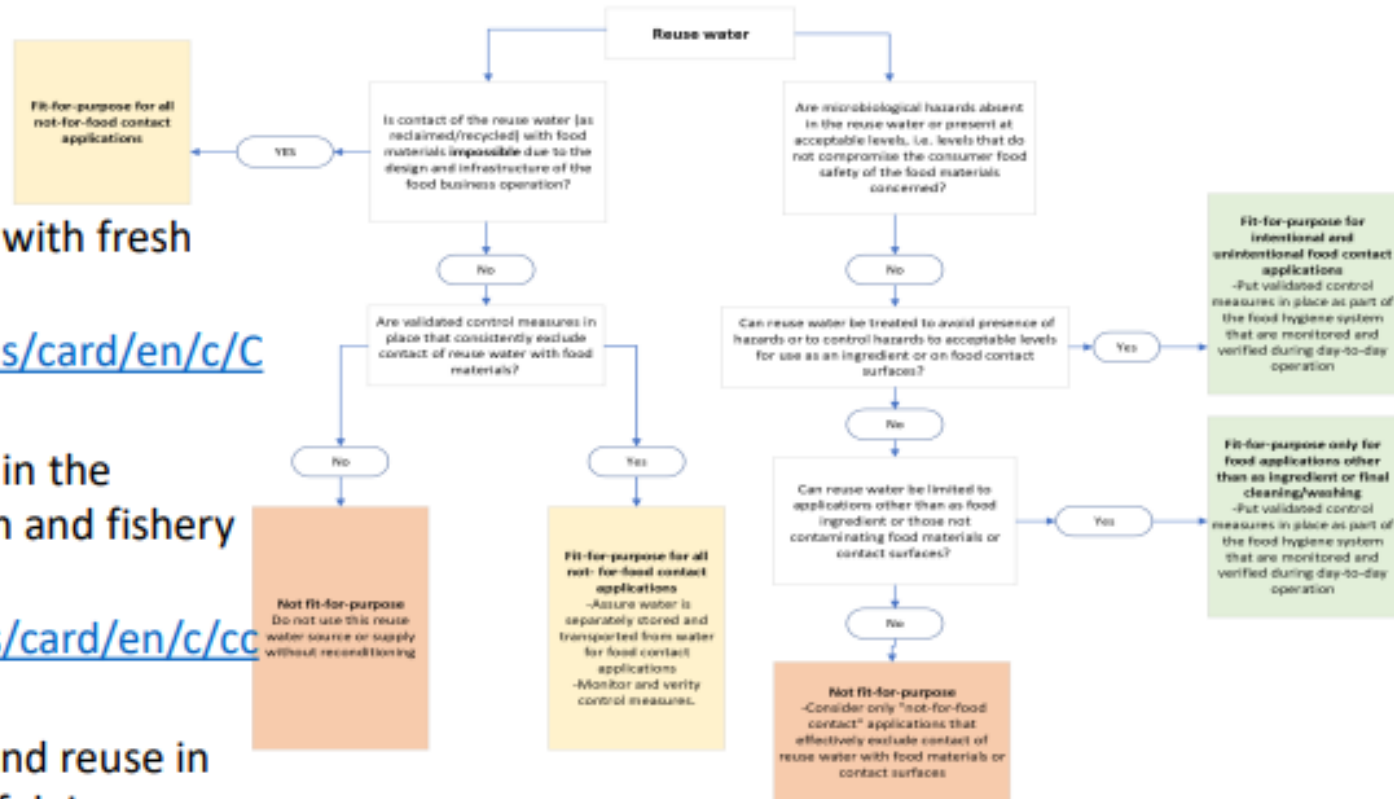 Reuse water
Fit-for-purpose for all
not-for-food contact
applications
YES
Is contact of the reuse water (as
reclaimed/recycled) with food
materials impossible due to the
design and infrastructure of the
food business operation?
Are microbiological hazards absent
in the reuse water or present at
acceptable levels, i.e. levels that do
not compromise the consumer food
safety of the food materials
concerned?
with fresh
No
No
Fit-for-purpose for
intentional and
unintentional food contact
applications
-Put validated control
measures in place as part of
the food hygiene system
that are monitored and
verified during day-to-day
operation
s/card/en/c/C
Are validated control measures in
place that consistently exclude
contact of reuse water with food
materials?
Can reuse water be treated to avoid presence of
hazards or to control hazards to acceptable levels
for use as an ingredient or on food contact
surfaces?
Yes
No
in the
n and fishery
No
Yes
Can reuse water be limited to
applications other than as food
ingredient or those not
contaminating food materials or
contact surfaces?
Yes
Fit-for-purpose only for
food applications other
than as ingredient or final
cleaning/washing
-Put validated control
measures in place as part of
the food hygiene system
that are monitored and
verified during day-to-day
operation
s/card/en/c/cc
Not fit-for-purpose
Do not use this reuse
water source or supply
without reconditioning
Fit-for-purpose for all
not- for-food contact
applications
-Assure water is
separately stored and
transported from water
for food contact
applications
-Monitor and verity
control measures.
No
Not fit-for-purpose
-Consider only "not-for-food
contact" applications that
effectively exclude contact of
reuse water with food materials or
contact surfaces
nd reuse in